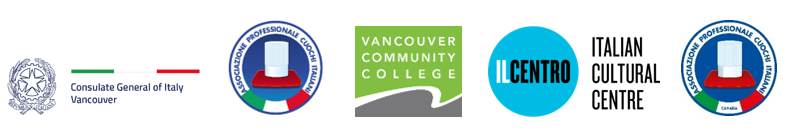 Consulate General of Italy
Vancouver
ASSOCIAZIONE PROFESSIONALE CUOCHI ITALIANI
VANCOUVER
COMMUNITY
COLLEGE
ILCENTRO
ITALIAN
CULTURAL
CENTRE
ASSOCIAZIONE PROFESSIONALE CUOCHI ITALIANI
CANADA